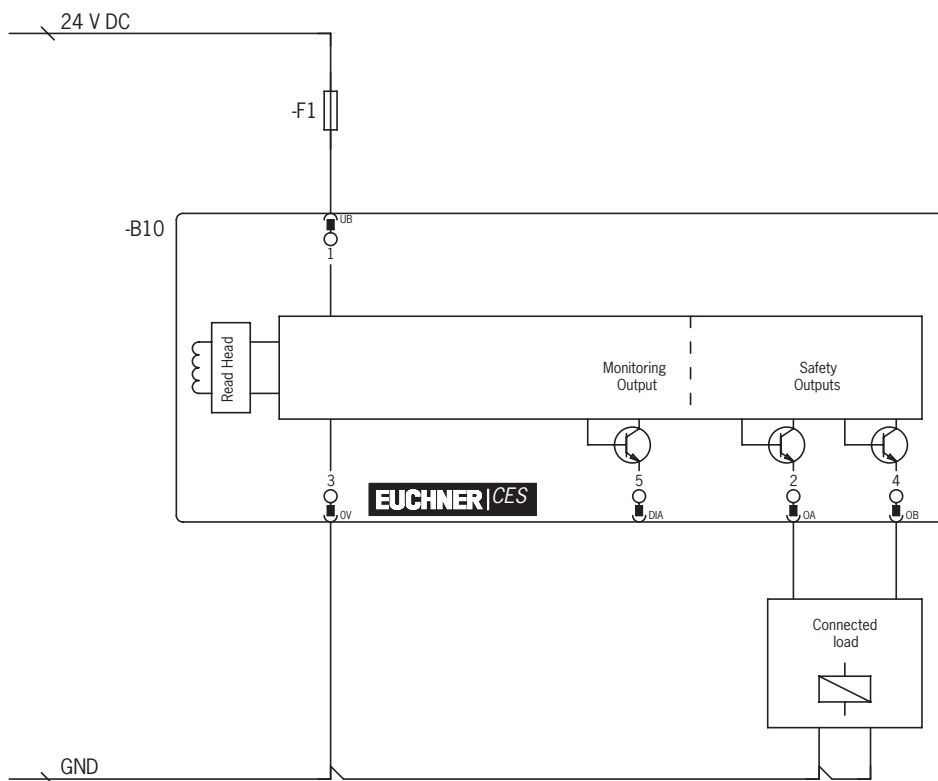 24 V DC
-F1
-B10
UB
1
Read Head
Monitoring
Output
Safety
Outputs
3
5
2
4
EUCHNER|CES
0V
DIA
OA
OB
Connected
load
GND